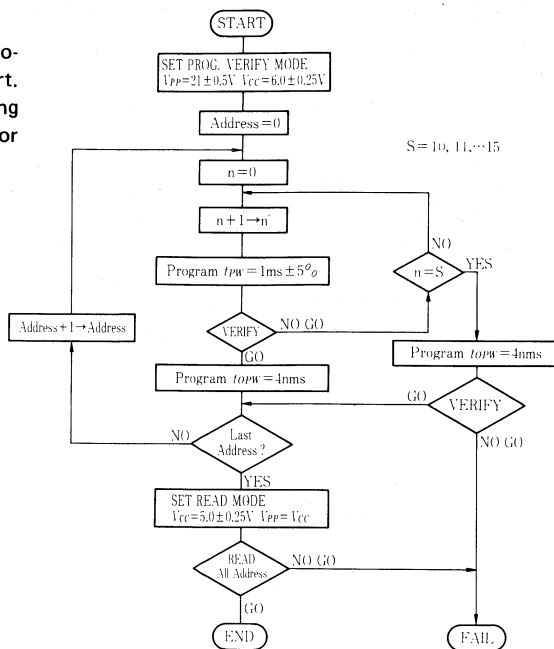 o-
rt.
ng
or
START
SET PROG. VERIFY MODE
VPP=21±0.5V VCC=6.0±0.25V
Address=0
S=10, 11,…15
n=0
n+1→n
NO
YES
n=S
Program tPW=1ms±5%
VERIFY
NO GO
GO
Address+1→Address
Program tOPW=4nms
Program tOPW=4nms
GO
VERIFY
NO GO
NO
Last
Address?
YES
SET READ MODE
VCC=5.0±0.25V VPP=VCC
READ
All Address
NO GO
GO
END
FAIL